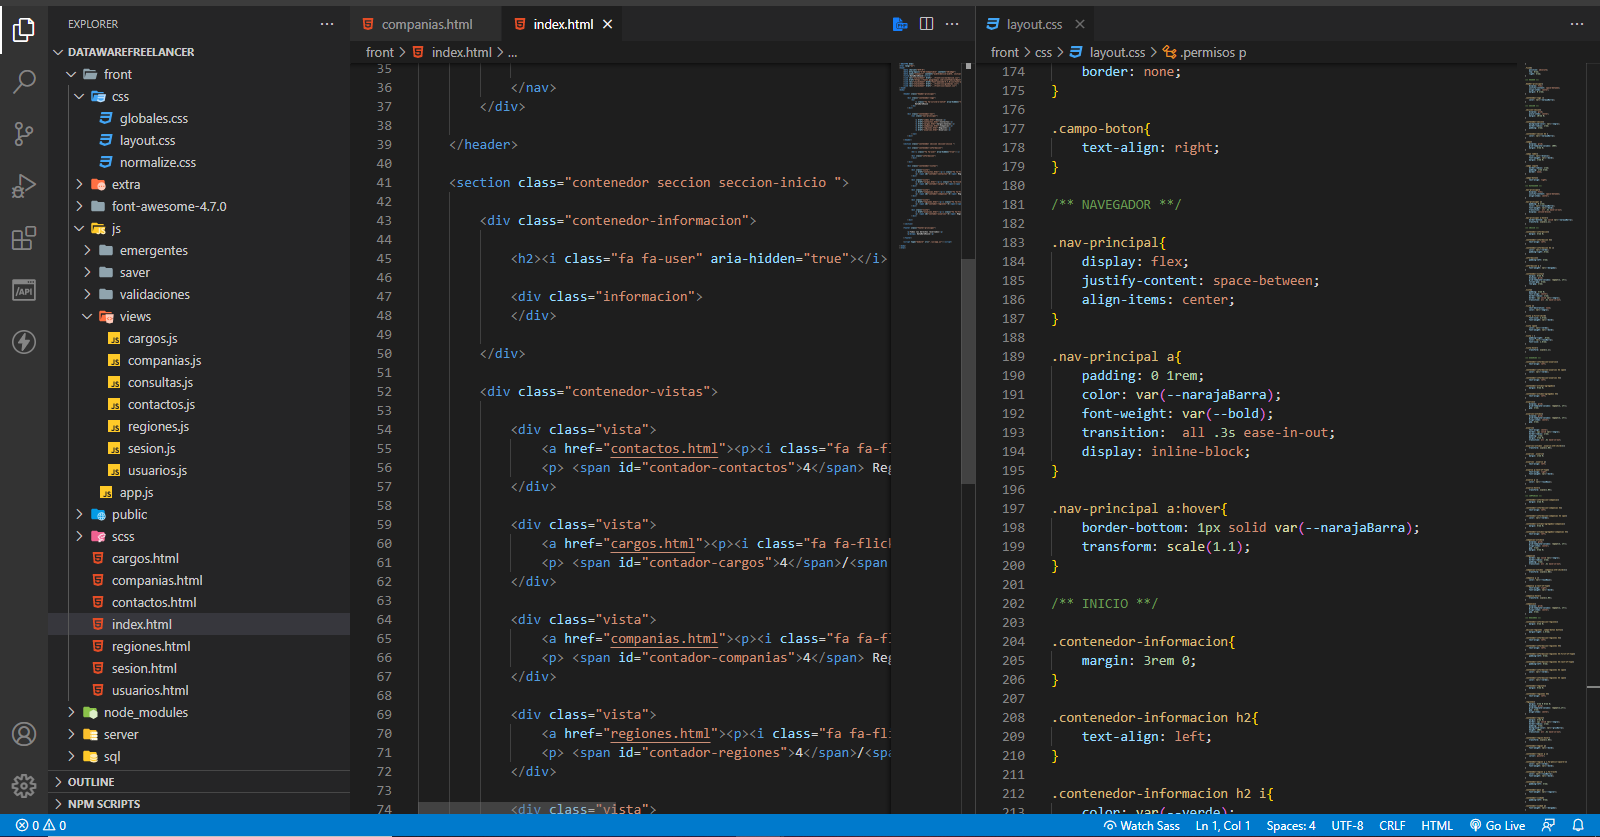 EXPLORER
DATAWAREFREELANCER
front
css
globales.css
layout.css
normalize.css
extra
font-awesome-4.7.0
js
emergentes
saver
validaciones
views
cargos.js
companias.js
consultas.js
contactos.js
regiones.js
sesion.js
usuarios.js
app.js
public
scss
cargos.html
companias.html
contactos.html
index.html
regiones.html
sesion.html
usuarios.html
node_modules
server
sql
OUTLINE
NPM SCRIPTS
companias.html
index.html
front > index.html > ...
35
36 </nav>
37 </div>
38
39 </header>
40
41 <section class="contenedor seccion seccion-inicio ">
42
43 <div class="contenedor-informacion">
44
45 <h2><i class="fa fa-user" aria-hidden="true"></i>
46
47 <div class="informacion">
48 </div>
49
50 </div>
51
52 <div class="contenedor-vistas">
53
54 <div class="vista">
55 <a href="contactos.html"><p><i class="fa fa-fl
56 <p> <span id="contador-contactos">4</span> Reg
57 </div>
58
59 <div class="vista">
60 <a href="cargos.html"><p><i class="fa fa-flick
61 <p> <span id="contador-cargos">4</span>/<span
62 </div>
63
64 <div class="vista">
65 <a href="companias.html"><p><i class="fa fa-fl
66 <p> <span id="contador-companias">4</span> Reg
67 </div>
68
69 <div class="vista">
70 <a href="regiones.html"><p><i class="fa fa-fli
71 <p> <span id="contador-regiones">4</span>/<spa
72 </div>
73
74 <div class="vista">
layout.css
front > css > layout.css > .permisos p
174 border: none;
175 }
176
177 .campo-boton{
178 text-align: right;
179 }
180
181 /** NAVEGADOR **/
182
183 .nav-principal{
184 display: flex;
185 justify-content: space-between;
186 align-items: center;
187 }
188
189 .nav-principal a{
190 padding: 0 1rem;
191 color: var(--narajaBarra);
192 font-weight: var(--bold);
193 transition:  all .3s ease-in-out;
194 display: inline-block;
195 }
196
197 .nav-principal a:hover{
198 border-bottom: 1px solid var(--narajaBarra);
199 transform: scale(1.1);
200 }
201
202 /** INICIO **/
203
204 .contenedor-informacion{
205 margin: 3rem 0;
206 }
207
208 .contenedor-informacion h2{
209 text-align: left;
210 }
211
212 .contenedor-informacion h2 i{
213 color: var(--verde);
0 0 Watch Sass Ln 1, Col 1 Spaces: 4 UTF-8 CRLF HTML Go Live